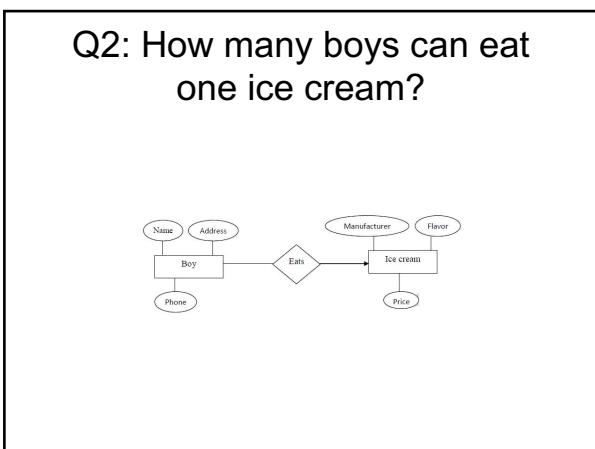 Q2: How many boys can eat
one ice cream?
Name
Address
Manufacturer
Flavor
Boy
Eats
Ice cream
Phone
Price